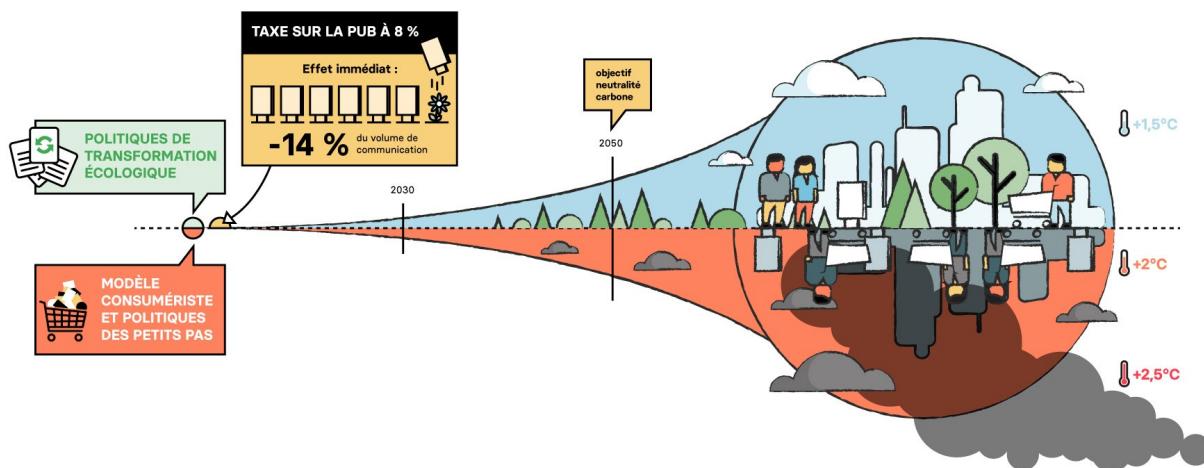 TAXE SUR LA PUB À 8 %
Effet immédiat :
-14 %
du volume de
communication
objectif
neutralité
carbone
POLITIQUES DE
TRANSFORMATION
ÉCOLOGIQUE
2030
2050
+1,5°C
MODÈLE
CONSUMÉRISTE
ET POLITIQUES
DES PETITS PAS
+2°C
+2,5°C